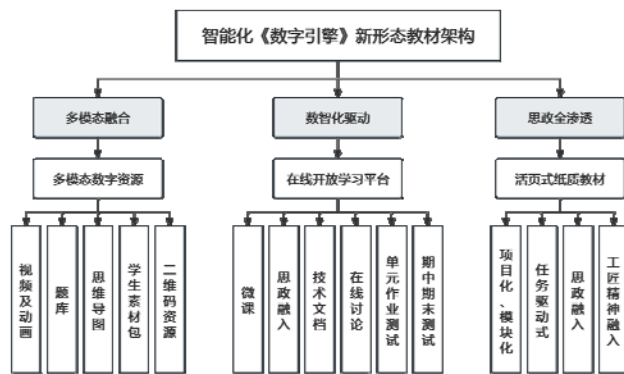 智能化《数字引擎》新形态教材架构
多模态融合
数智化驱动
思政全渗透
多模态数字资源
在线开放学习平台
活页式纸质教材
视频及动画
题库
思维导图
学生素材包
二维码资源
微课
思政融入
技术文档
在线讨论
单元作业测试
期中期末测试
项目化、模块化
任务驱动式
思政融入
工匠精神融入